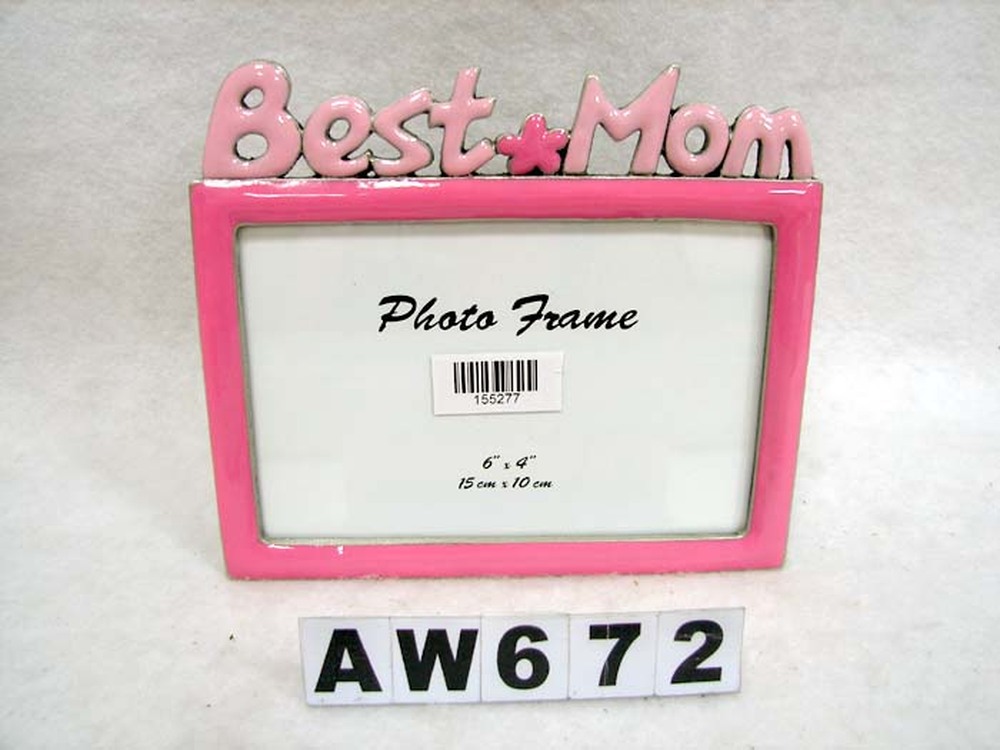 Best Mom
Photo Frame
155277
6" x 4"
15 cm x 10 cm
AW672